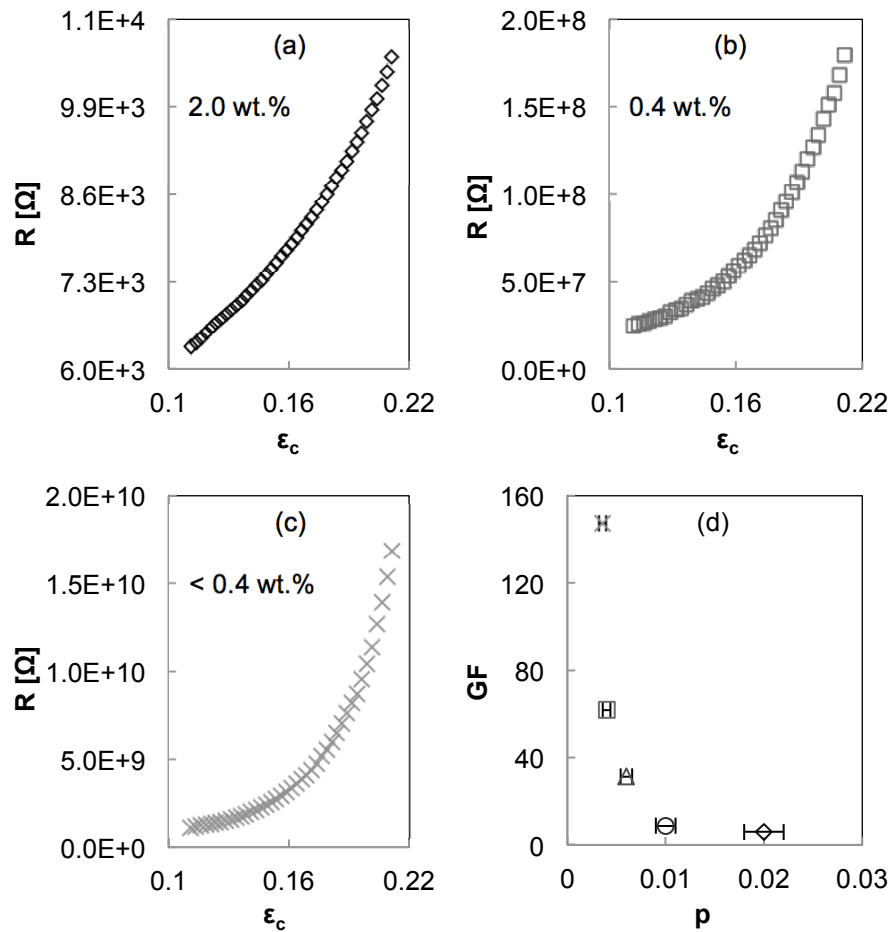 (a)
2.0 wt.%
R [Ω]
1.1E+4
9.9E+3
8.6E+3
7.3E+3
6.0E+3
0.1 0.16 0.22
ε_c
(b)
0.4 wt.%
R [Ω]
2.0E+8
1.5E+8
1.0E+8
5.0E+7
0.0E+0
0.1 0.16 0.22
ε_c
(c)
< 0.4 wt.%
R [Ω]
2.0E+10
1.5E+10
1.0E+10
5.0E+9
0.0E+0
0.1 0.16 0.22
ε_c
(d)
GF
160
120
80
40
0
0 0.01 0.02 0.03
p